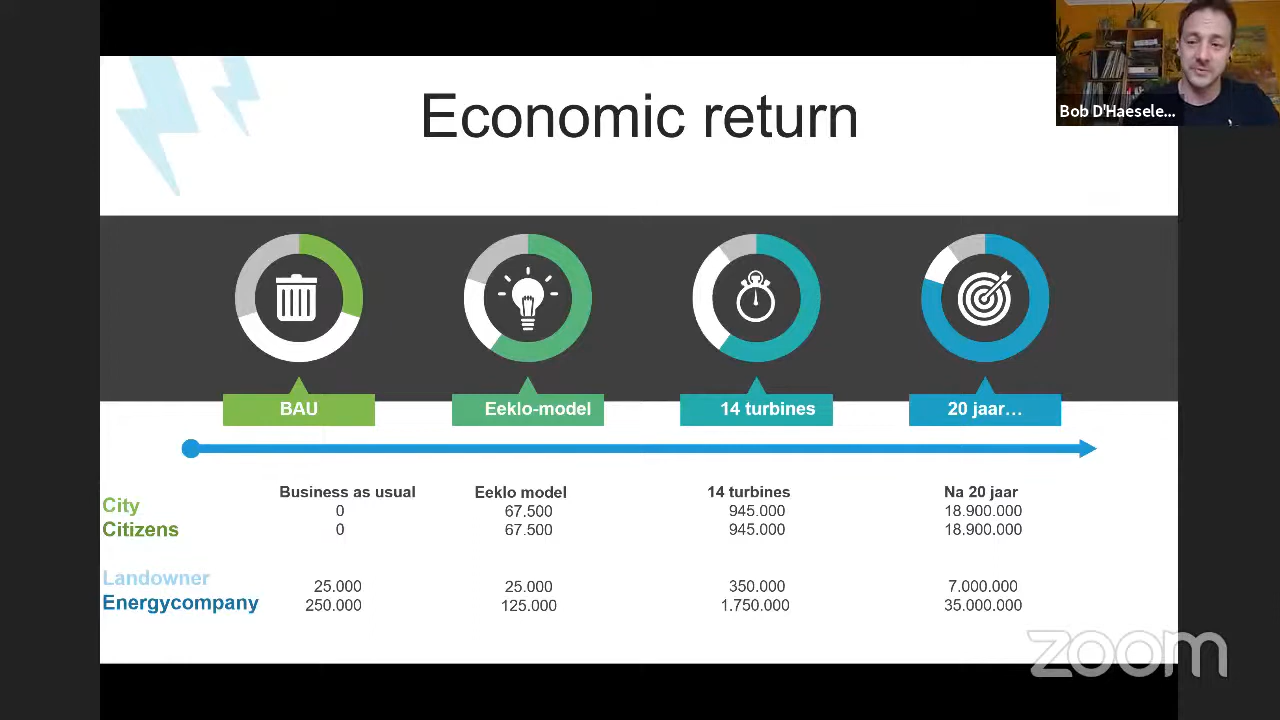 Economic return
Bob D'Haesele...
BAU
Eeklo-model
14 turbines
20 jaar...
Business as usual
Eeklo model
14 turbines
Na 20 jaar
City
0
67.500
945.000
18.900.000
Citizens
0
67.500
945.000
18.900.000
Landowner
25.000
25.000
350.000
7.000.000
Energycompany
250.000
125.000
1.750.000
35.000.000
zoom